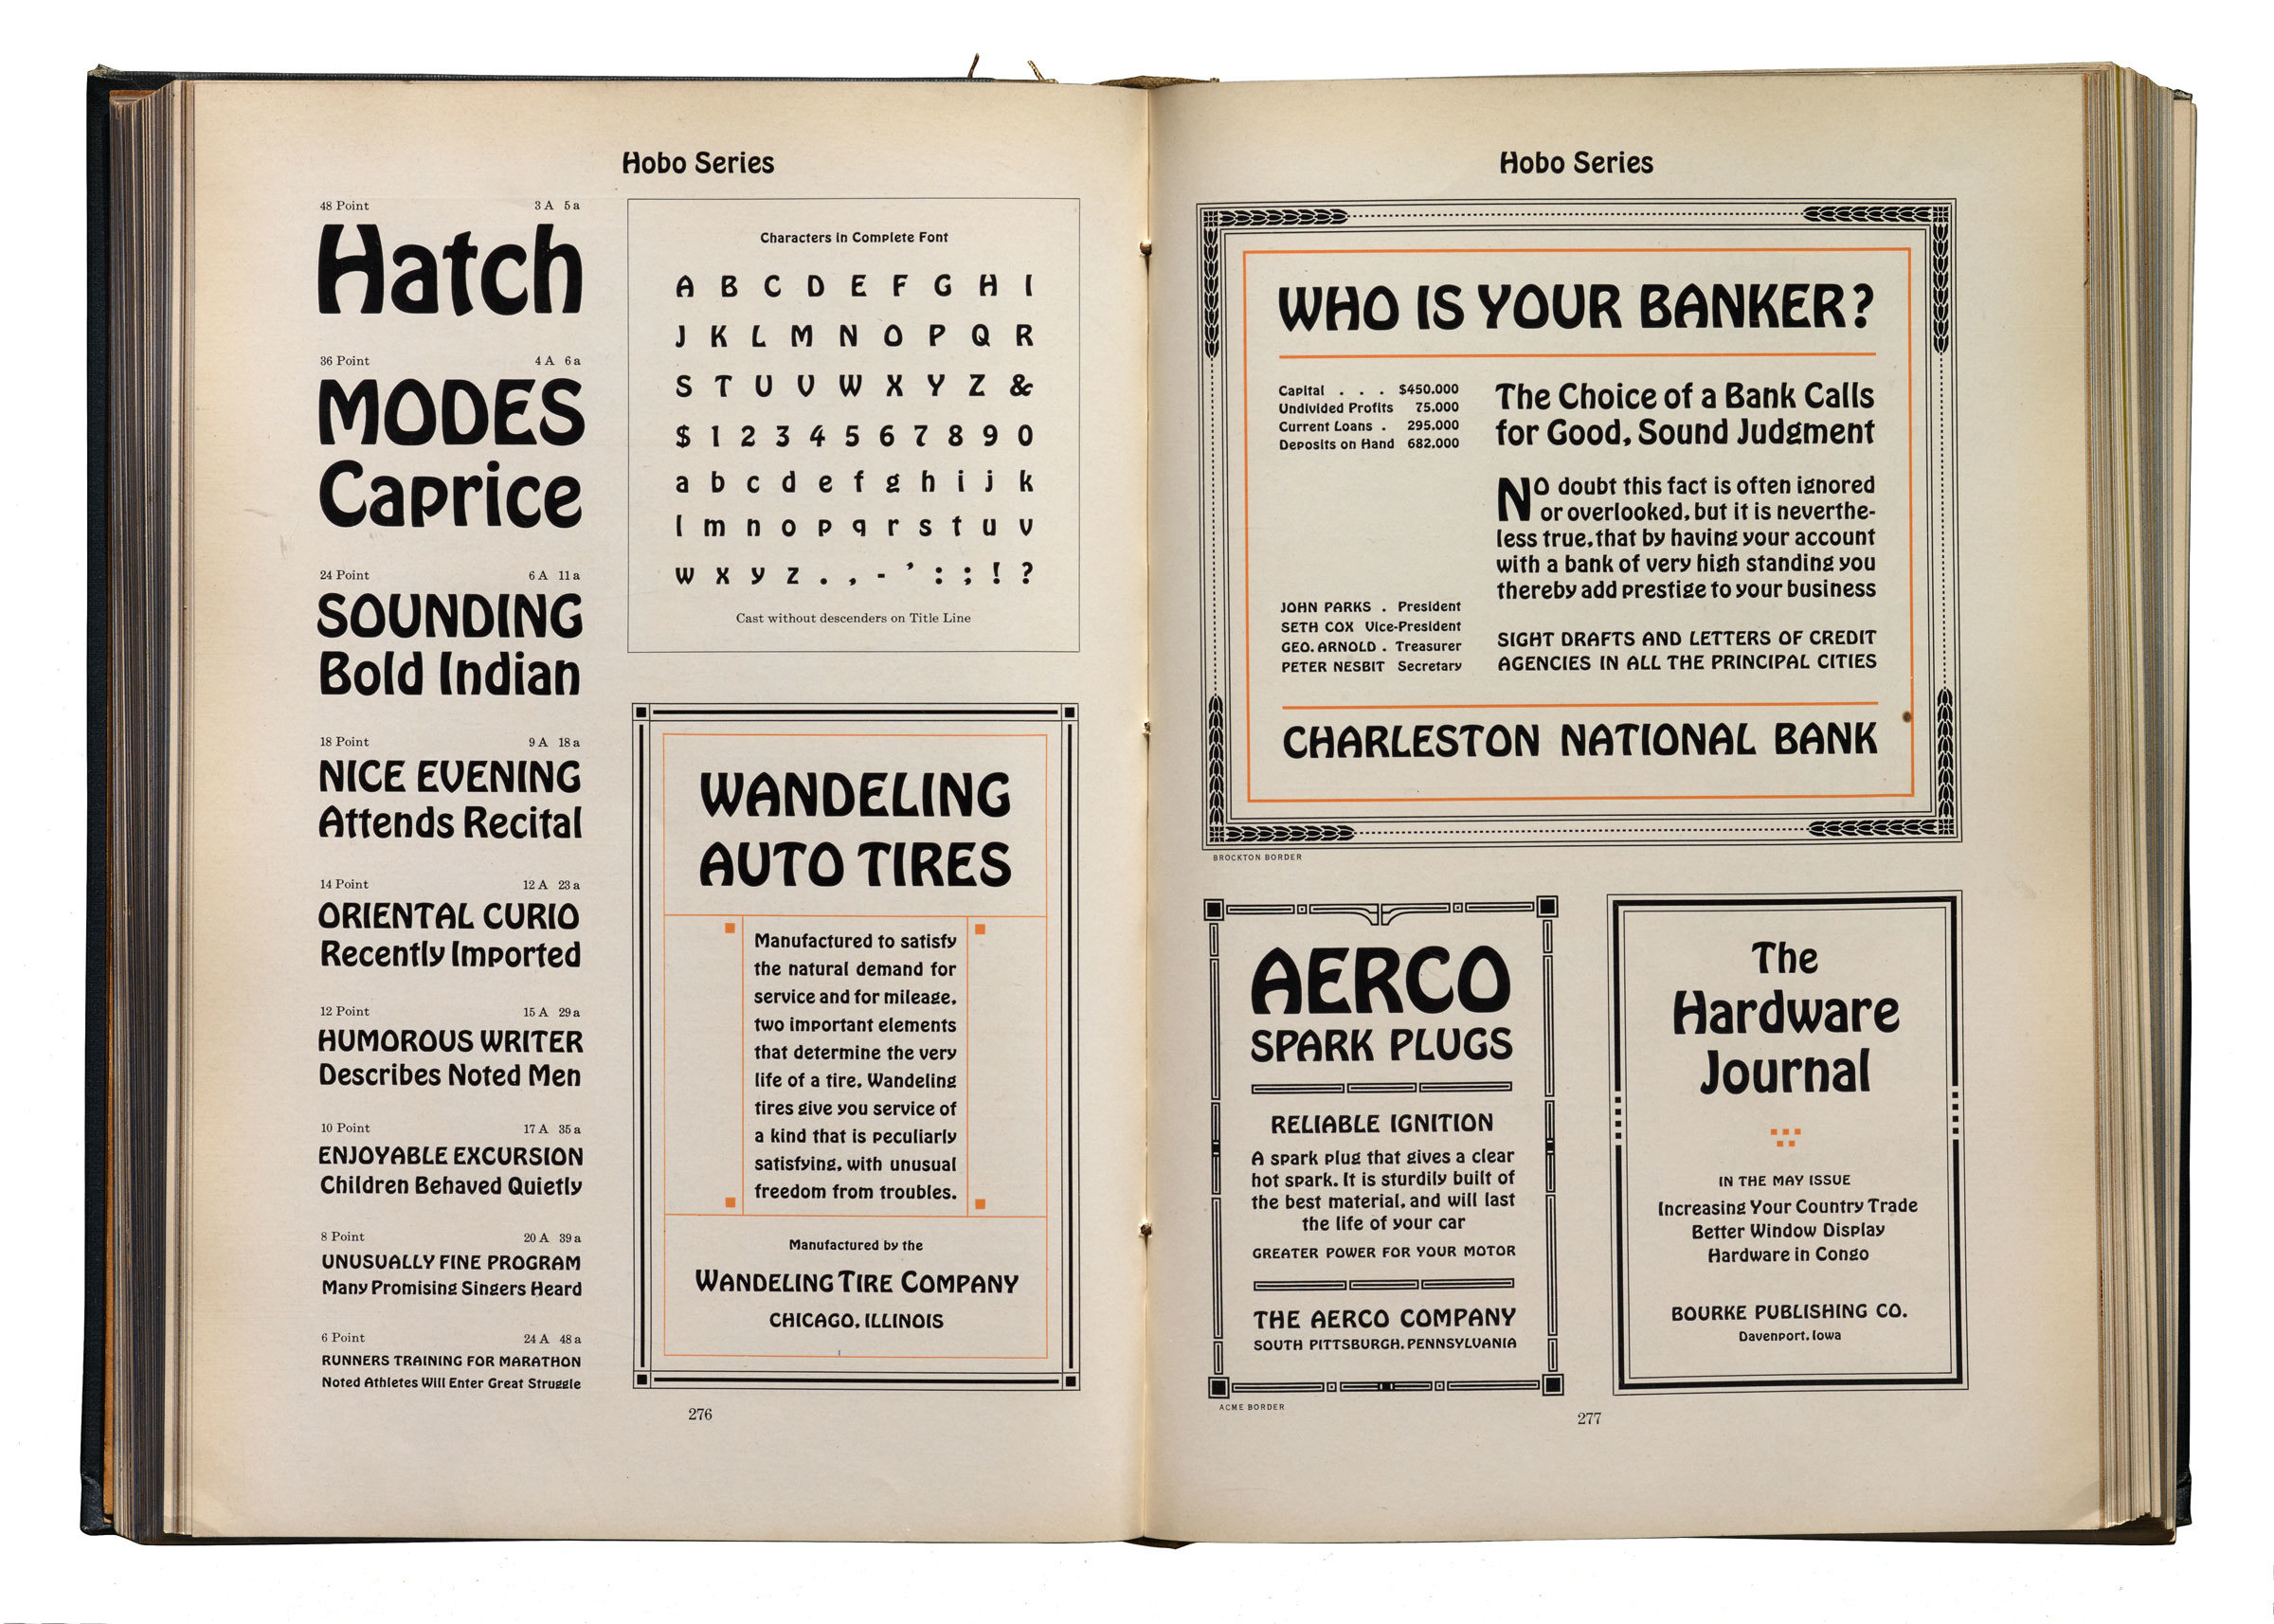 Hobo Series
48 Point 3 A 5 a
Hatch
36 Point 4 A 6 a
MODES
Caprice
24 Point 6 A 11 a
SOUNDING
Bold Indian
18 Point 9 A 18 a
NICE EVENING
Attends Recital
14 Point 12 A 23 a
ORIENTAL CURIO
Recently Imported
12 Point 15 A 29 a
HUMOROUS WRITER
Describes Noted Men
10 Point 17 A 35 a
ENJOYABLE EXCURSION
Children Behaved Quietly
8 Point 20 A 39 a
UNUSUALLY FINE PROGRAM
Many Promising Singers Heard
6 Point 24 A 48 a
RUNNERS TRAINING FOR MARATHON
Noted Athletes Will Enter Great Struggle
Characters in Complete Font
A B C D E F G H I
J K L M N O P Q R
S T U V W X Y Z &
$ 1 2 3 4 5 6 7 8 9 0
a b c d e f g h i j k
l m n o p q r s t u v
w x y z . , - ' : ; ! ?
Cast without descenders on Title Line
WANDELING
AUTO TIRES
Manufactured to satisfy
the natural demand for
service and for mileage,
two important elements
that determine the very
life of a tire. Wandeling
tires give you service of
a kind that is peculiarly
satisfying, with unusual
freedom from troubles.
Manufactured by the
WANDELING TIRE COMPANY
CHICAGO, ILLINOIS
276
Hobo Series
WHO IS YOUR BANKER?
Capital . . . $450.000
Undivided Profits 75.000
Current Loans . 295.000
Deposits on Hand 682.000
JOHN PARKS . President
SETH COX Vice-President
GEO. ARNOLD . Treasurer
PETER NESBIT Secretary
The Choice of a Bank Calls
for Good, Sound Judgment
NO doubt this fact is often ignored
or overlooked, but it is neverthe-
less true, that by having your account
with a bank of very high standing you
thereby add prestige to your business
SIGHT DRAFTS AND LETTERS OF CREDIT
AGENCIES IN ALL THE PRINCIPAL CITIES
CHARLESTON NATIONAL BANK
BROCKTON BORDER
AERCO
SPARK PLUGS
RELIABLE IGNITION
A spark plug that gives a clear
hot spark. It is sturdily built of
the best material, and will last
the life of your car
GREATER POWER FOR YOUR MOTOR
THE AERCO COMPANY
SOUTH PITTSBURGH, PENNSYLVANIA
ACME BORDER
The
Hardware
Journal
IN THE MAY ISSUE
Increasing Your Country Trade
Better Window Display
Hardware in Congo
BOURKE PUBLISHING CO.
Davenport, Iowa
277